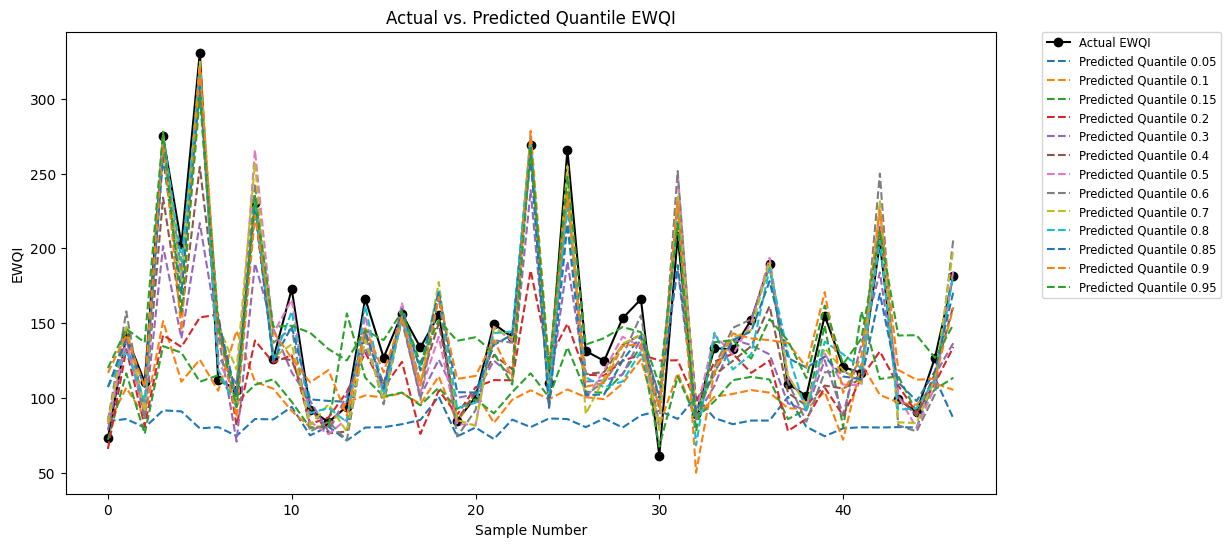 Actual vs. Predicted Quantile EWQI
EWQI
300
250
200
150
100
50
0
10
20
30
40
Sample Number
Actual EWQI
Predicted Quantile 0.05
Predicted Quantile 0.1
Predicted Quantile 0.15
Predicted Quantile 0.2
Predicted Quantile 0.3
Predicted Quantile 0.4
Predicted Quantile 0.5
Predicted Quantile 0.6
Predicted Quantile 0.7
Predicted Quantile 0.8
Predicted Quantile 0.85
Predicted Quantile 0.9
Predicted Quantile 0.95